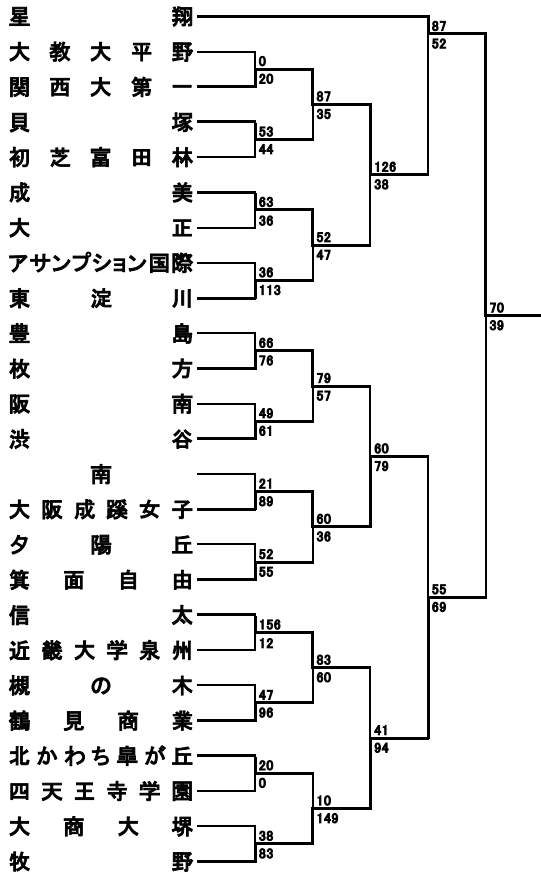 星翔
大教大平野
関西大第一
貝塚
初芝富田林
成美
大正
アサンプション国際
東淀川
豊島
枚方
阪南
渋谷
南
大阪成蹊女子
夕陽丘
箕面自由
信太
近畿大学泉州
槻の木
鶴見商業
北かわち皐が丘
四天王寺学園
大商大堺
牧野
0
20
53
44
63
36
36
113
66
76
49
61
21
89
52
55
156
12
47
96
20
0
38
83
87
35
52
47
79
57
60
36
83
60
10
149
126
38
60
79
41
94
87
52
55
69
70
39